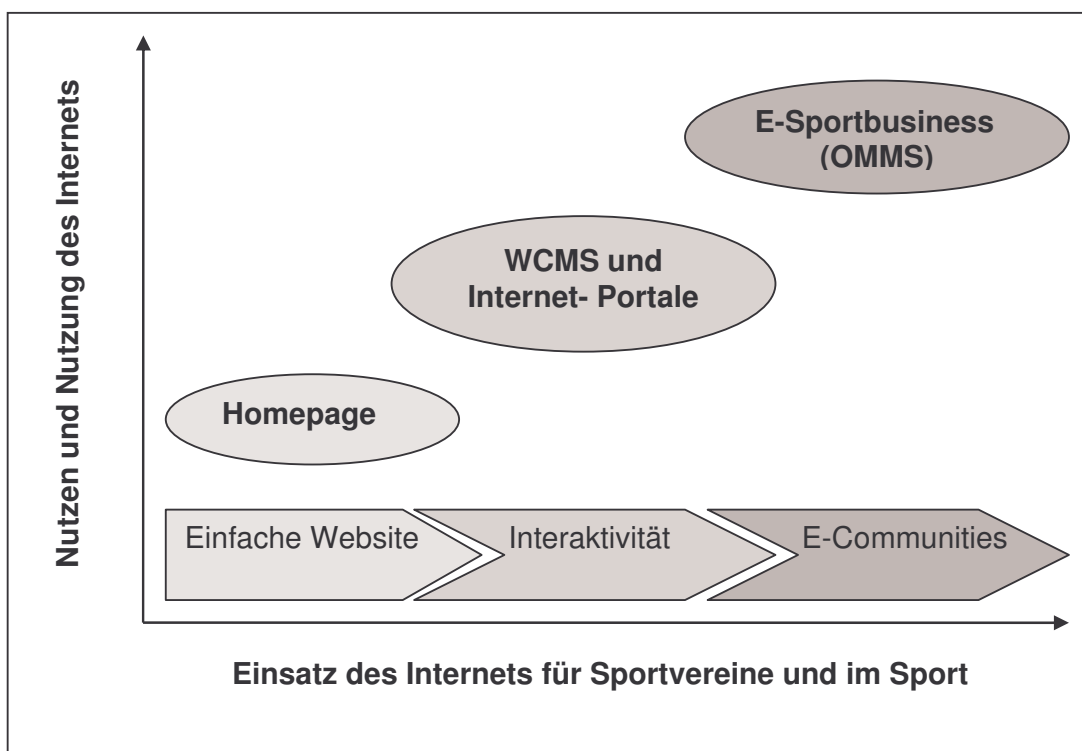 Nutzen und Nutzung des Internets
E-Sportbusiness
(OMMS)
WCMS und
Internet- Portale
Homepage
Einfache Website
Interaktivität
E-Communities
Einsatz des Internets für Sportvereine und im Sport